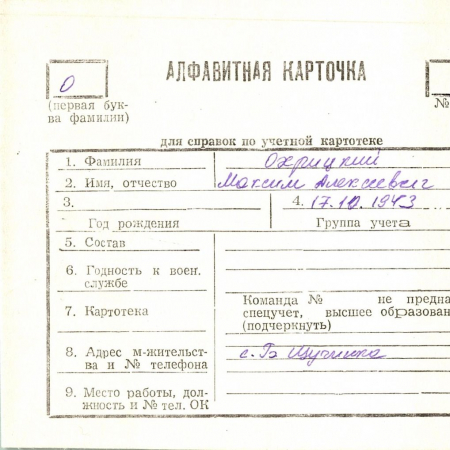 О
АЛФАВИТНАЯ КАРТОЧКА
(первая бук-
ва фамилии)
№
для справок по учетной картотеке
1. Фамилия Охрицкий
2. Имя, отчество Максим Алексеевич
3. 4. 17.10.1943
Год рождения Группа учета
5. Состав
6. Годность к воен.
службе
7. Картотека
Команда № не предна
спецучет, высшее образован
(подчеркнуть)
8. Адрес м-жительст-
ва и № телефона
с.
9. Место работы, дол-
жность и № тел. ОК